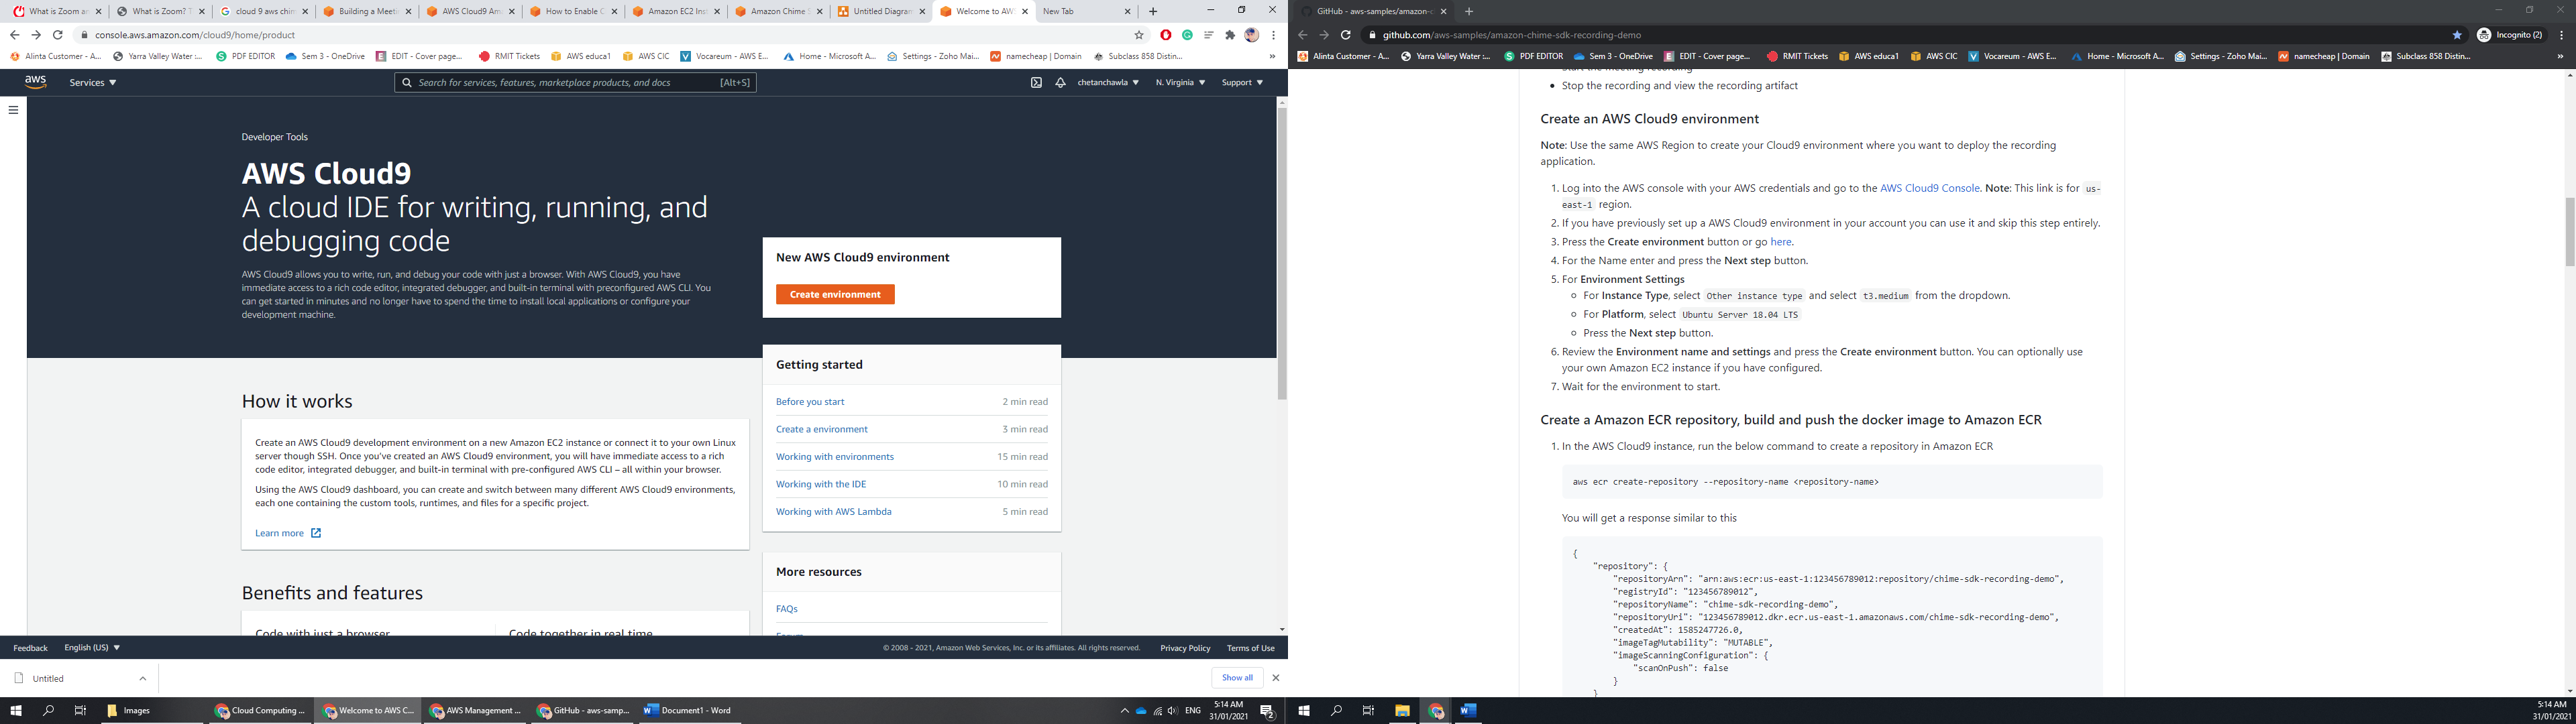 What is Zoom an
What is Zoom? T
cloud 9 aws chim
Building a Meeti
AWS Cloud9 Am
How to Enable C
Amazon EC2 Inst
Amazon Chime S
Untitled Diagram
Welcome to AW
New Tab
console.aws.amazon.com/cloud9/home/product
Alinta Customer - A...
Yarra Valley Water :...
PDF EDITOR
Sem 3 - OneDrive
EDIT - Cover page...
RMIT Tickets
AWS educa1
AWS CIC
Vocareum - AWS E...
Home - Microsoft A...
Settings - Zoho Mai...
namecheap | Domain
Subclass 858 Distin...
aws
Services
Search for services, features, marketplace products, and docs
[Alt+S]
chetanchawla
N. Virginia
Support
Developer Tools
AWS Cloud9
A cloud IDE for writing, running, and
debugging code
AWS Cloud9 allows you to write, run, and debug your code with just a browser. With AWS Cloud9, you have
immediate access to a rich code editor, integrated debugger, and built-in terminal with preconfigured AWS CLI. You
can get started in minutes and no longer have to spend the time to install local applications or configure your
development machine.
New AWS Cloud9 environment
Create environment
Getting started
Before you start 2 min read
Create a environment 3 min read
Working with environments 15 min read
Working with the IDE 10 min read
Working with AWS Lambda 5 min read
How it works
Create an AWS Cloud9 development environment on a new Amazon EC2 instance or connect it to your own Linux
server though SSH. Once you've created an AWS Cloud9 environment, you will have immediate access to a rich
code editor, integrated debugger, and built-in terminal with pre-configured AWS CLI – all within your browser.
Using the AWS Cloud9 dashboard, you can create and switch between many different AWS Cloud9 environments,
each one containing the custom tools, runtimes, and files for a specific project.
Learn more
More resources
FAQs
Benefits and features
Code with just a browser
Code together in real time
Feedback
English (US)
© 2008 - 2021, Amazon Web Services, Inc. or its affiliates. All rights reserved.
Privacy Policy
Terms of Use
Untitled
Show all
Images
Cloud Computing ...
Welcome to AWS C...
AWS Management ...
GitHub - aws-samp...
Document1 - Word
ENG
5:14 AM
31/01/2021
2
GitHub - aws-samples/amazon-c
github.com/aws-samples/amazon-chime-sdk-recording-demo
Incognito (2)
Alinta Customer - A...
Yarra Valley Water :...
PDF EDITOR
Sem 3 - OneDrive
EDIT - Cover page...
RMIT Tickets
AWS educa1
AWS CIC
Vocareum - AWS E...
Home - Microsoft A...
Settings - Zoho Mai...
namecheap | Domain
Subclass 858 Distin...
Start the meeting recording
• Stop the recording and view the recording artifact
Create an AWS Cloud9 environment
Note: Use the same AWS Region to create your Cloud9 environment where you want to deploy the recording
application.
1. Log into the AWS console with your AWS credentials and go to the AWS Cloud9 Console. Note: This link is for us-
east-1 region.
2. If you have previously set up a AWS Cloud9 environment in your account you can use it and skip this step entirely.
3. Press the Create environment button or go here.
4. For the Name enter and press the Next step button.
5. For Environment Settings
For Instance Type, select Other instance type and select t3.medium from the dropdown.
For Platform, select Ubuntu Server 18.04 LTS
Press the Next step button.
6. Review the Environment name and settings and press the Create environment button. You can optionally use
your own Amazon EC2 instance if you have configured.
7. Wait for the environment to start.
Create a Amazon ECR repository, build and push the docker image to Amazon ECR
1. In the AWS Cloud9 instance, run the below command to create a repository in Amazon ECR
aws ecr create-repository --repository-name <repository-name>
You will get a response similar to this
{
"repository": {
"repositoryArn": "arn:aws:ecr:us-east-1:123456789012:repository/chime-sdk-recording-demo",
"registryId": "123456789012",
"repositoryName": "chime-sdk-recording-demo",
"repositoryUri": "123456789012.dkr.ecr.us-east-1.amazonaws.com/chime-sdk-recording-demo",
"createdAt": 1585247726.0,
"imageTagMutability": "MUTABLE",
"imageScanningConfiguration": {
"scanOnPush": false
}
}
5:14 AM
31/01/2021